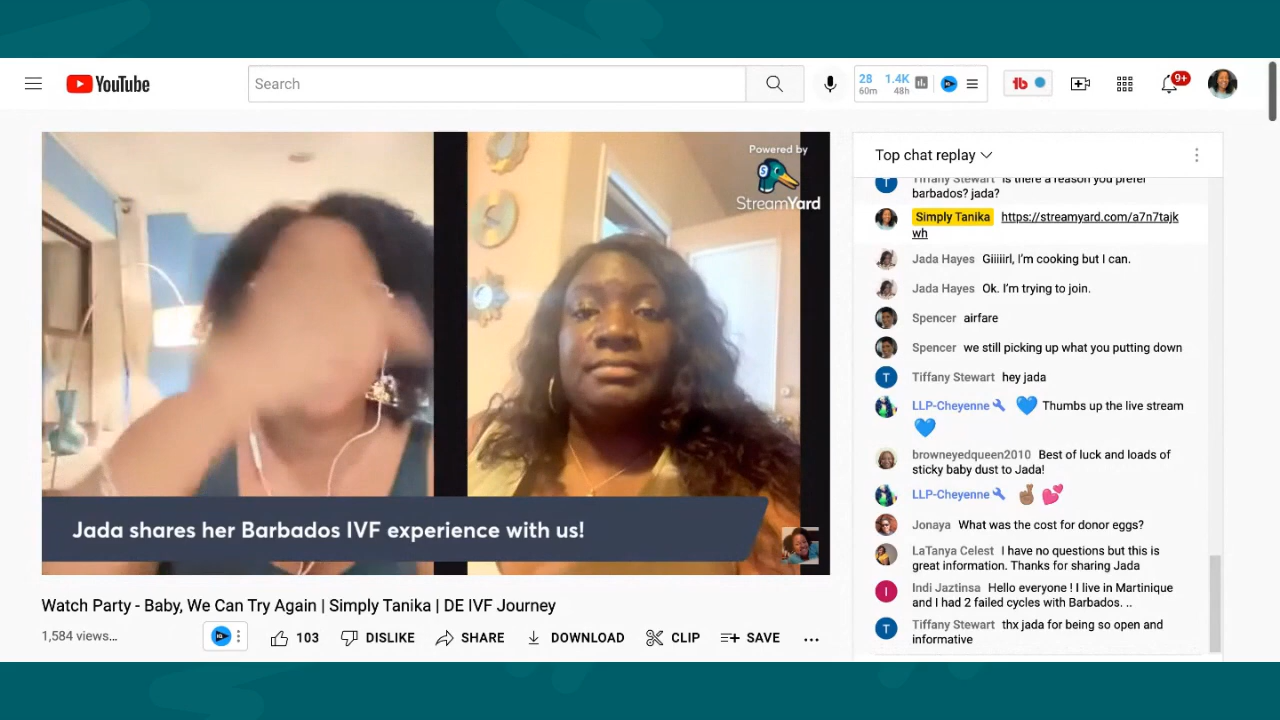 YouTube
Search
28 1.4K
60m 48h
9+
Powered by
StreamYard
Jada shares her Barbados IVF experience with us!
Watch Party - Baby, We Can Try Again | Simply Tanika | DE IVF Journey
1,584 views...
103 DISLIKE SHARE DOWNLOAD CLIP SAVE ...
Top chat replay
T Tiffany Stewart is there a reason you prefer
barbados? jada?
Simply Tanika https://streamyard.com/a7n7tajk
wh
Jada Hayes Giiiiirl, I'm cooking but I can.
Jada Hayes Ok. I'm trying to join.
Spencer airfare
Spencer we still picking up what you putting down
T Tiffany Stewart hey jada
LLP-Cheyenne 💙 Thumbs up the live stream
💙
browneyedqueen2010 Best of luck and loads of
sticky baby dust to Jada!
LLP-Cheyenne 🤞🏽 💕
Jonaya What was the cost for donor eggs?
LaTanya Celest I have no questions but this is
great information. Thanks for sharing Jada
I Indi Jaztinsa Hello everyone ! I live in Martinique
and I had 2 failed cycles with Barbados. ..
T Tiffany Stewart thx jada for being so open and
informative